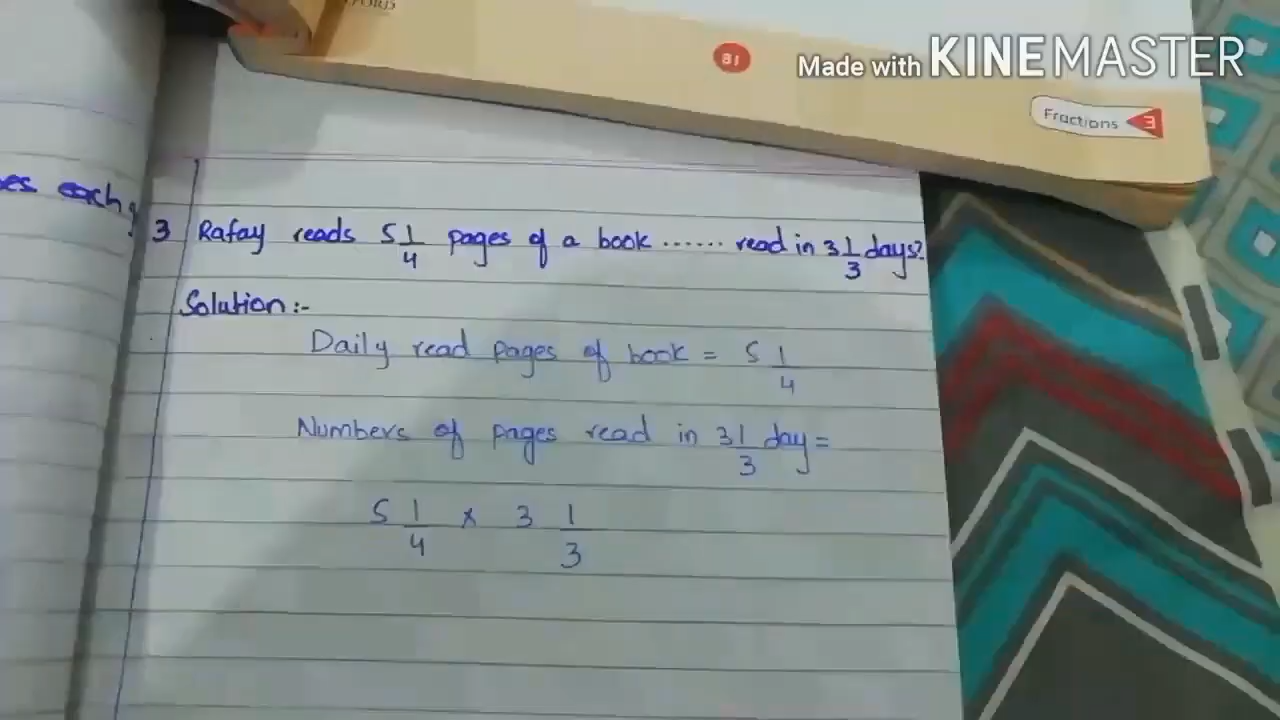 81
Made with KINEMASTER
Fractions 3
es each
3 Rafay reads 5 1/4 pages of a book ...... read in 3 1/3 days?
Solution:-
Daily read pages of book = 5 1/4
Numbers of pages read in 3 1/3 day =
5 1/4 × 3 1/3